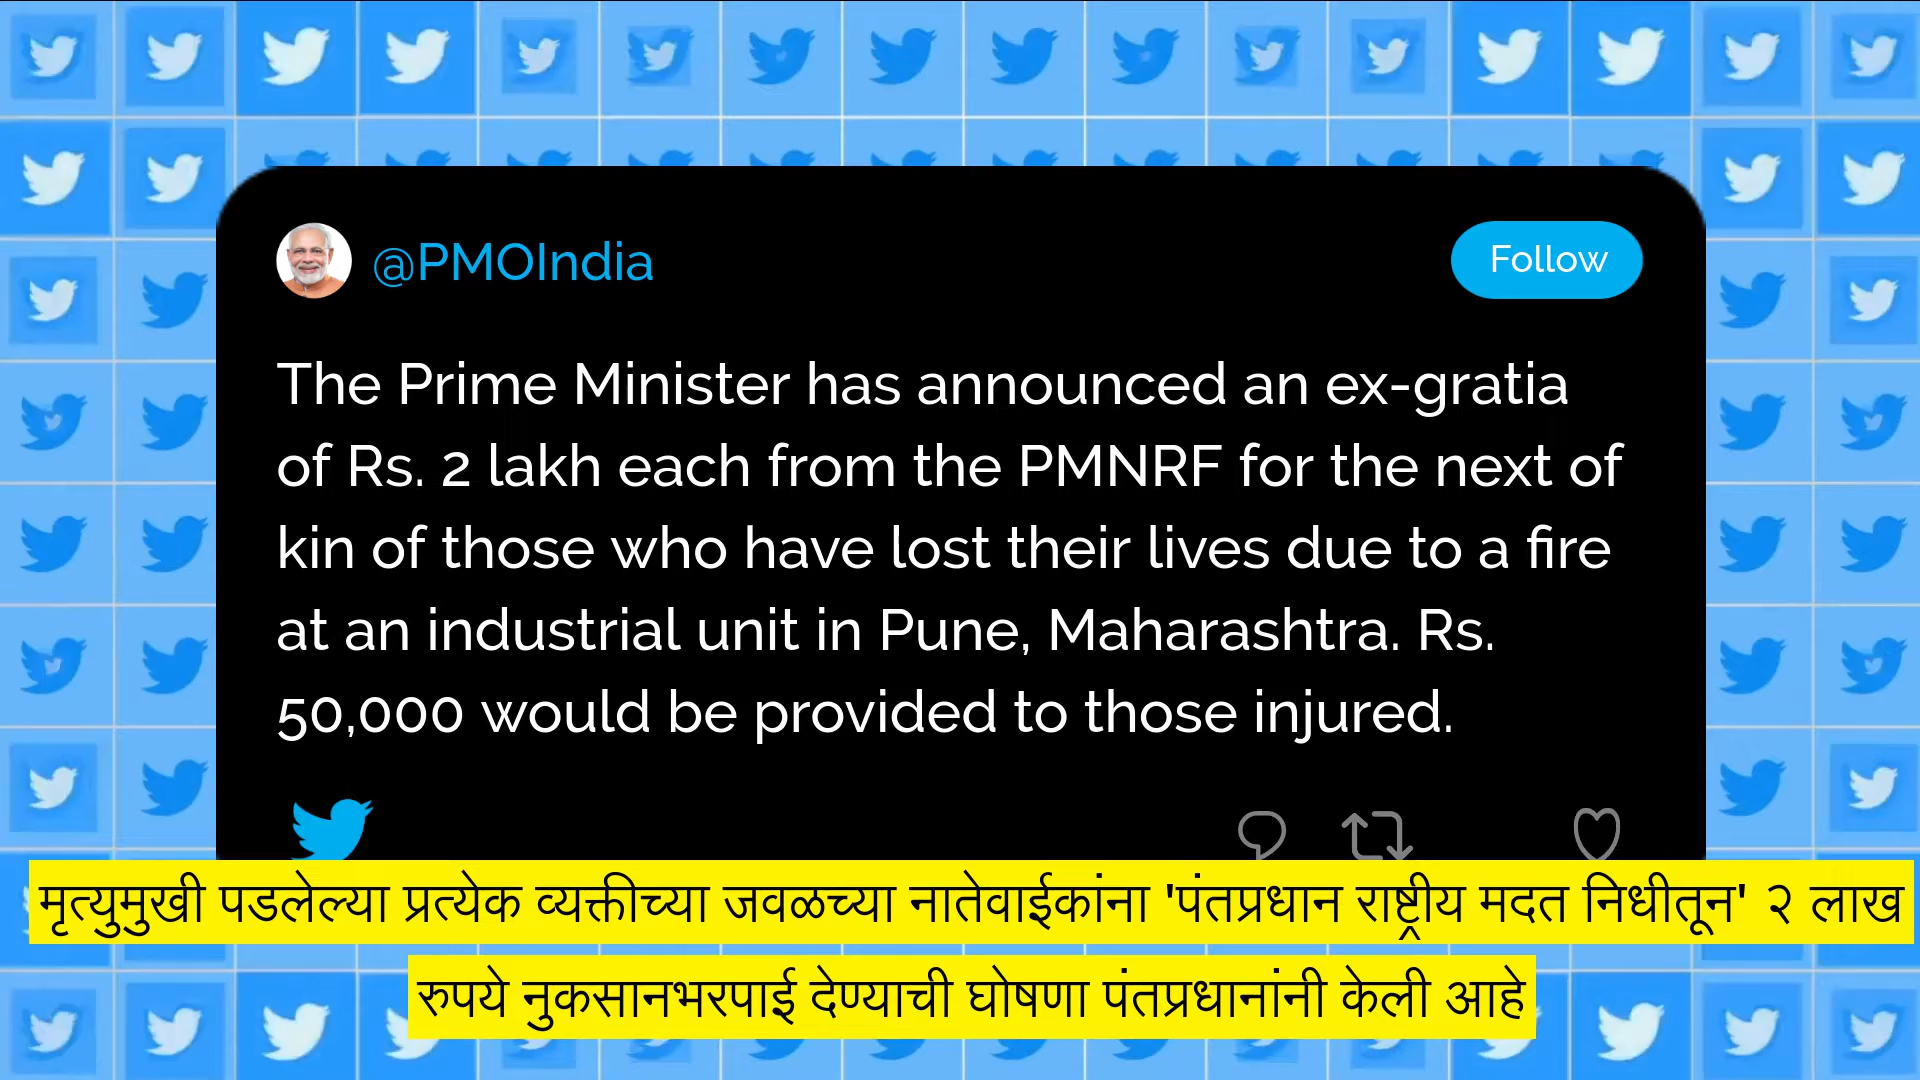 @PMOIndia
Follow
The Prime Minister has announced an ex-gratia
of Rs. 2 lakh each from the PMNRF for the next of
kin of those who have lost their lives due to a fire
at an industrial unit in Pune, Maharashtra. Rs.
50,000 would be provided to those injured.
मृत्युमुखी पडलेल्या प्रत्येक व्यक्तीच्या जवळच्या नातेवाईकांना 'पंतप्रधान राष्ट्रीय मदत निधीतून' २ लाख
रुपये नुकसानभरपाई देण्याची घोषणा पंतप्रधानांनी केली आहे